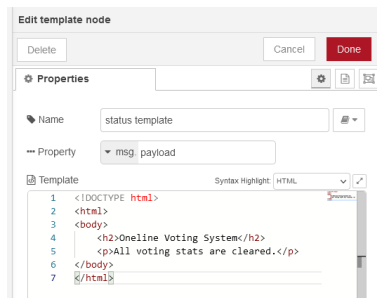 Edit template node
Delete Cancel Done
Properties
Name status template
Property msg. payload
Template Syntax Highlight: HTML
1 <!DOCTYPE html>
2 <html>
3 <body>
4 <h2>Oneline Voting System</h2>
5 <p>All voting stats are cleared.</p>
6 </body>
7 </html>